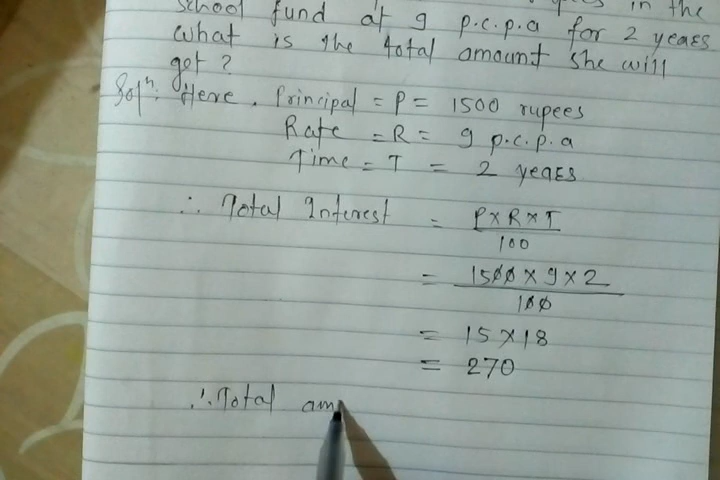 in the
school fund at 9 p.c.p.a for 2 years
what is the total amount she will
get ?
Solⁿ: Here, Principal = P = 1500 rupees
Rate = R = 9 p.c.p.a
Time = T = 2 years
∴ Total Interest = P×R×T
100
= 1500 × 9 × 2
100
= 15 × 18
= 270
∴ Total am